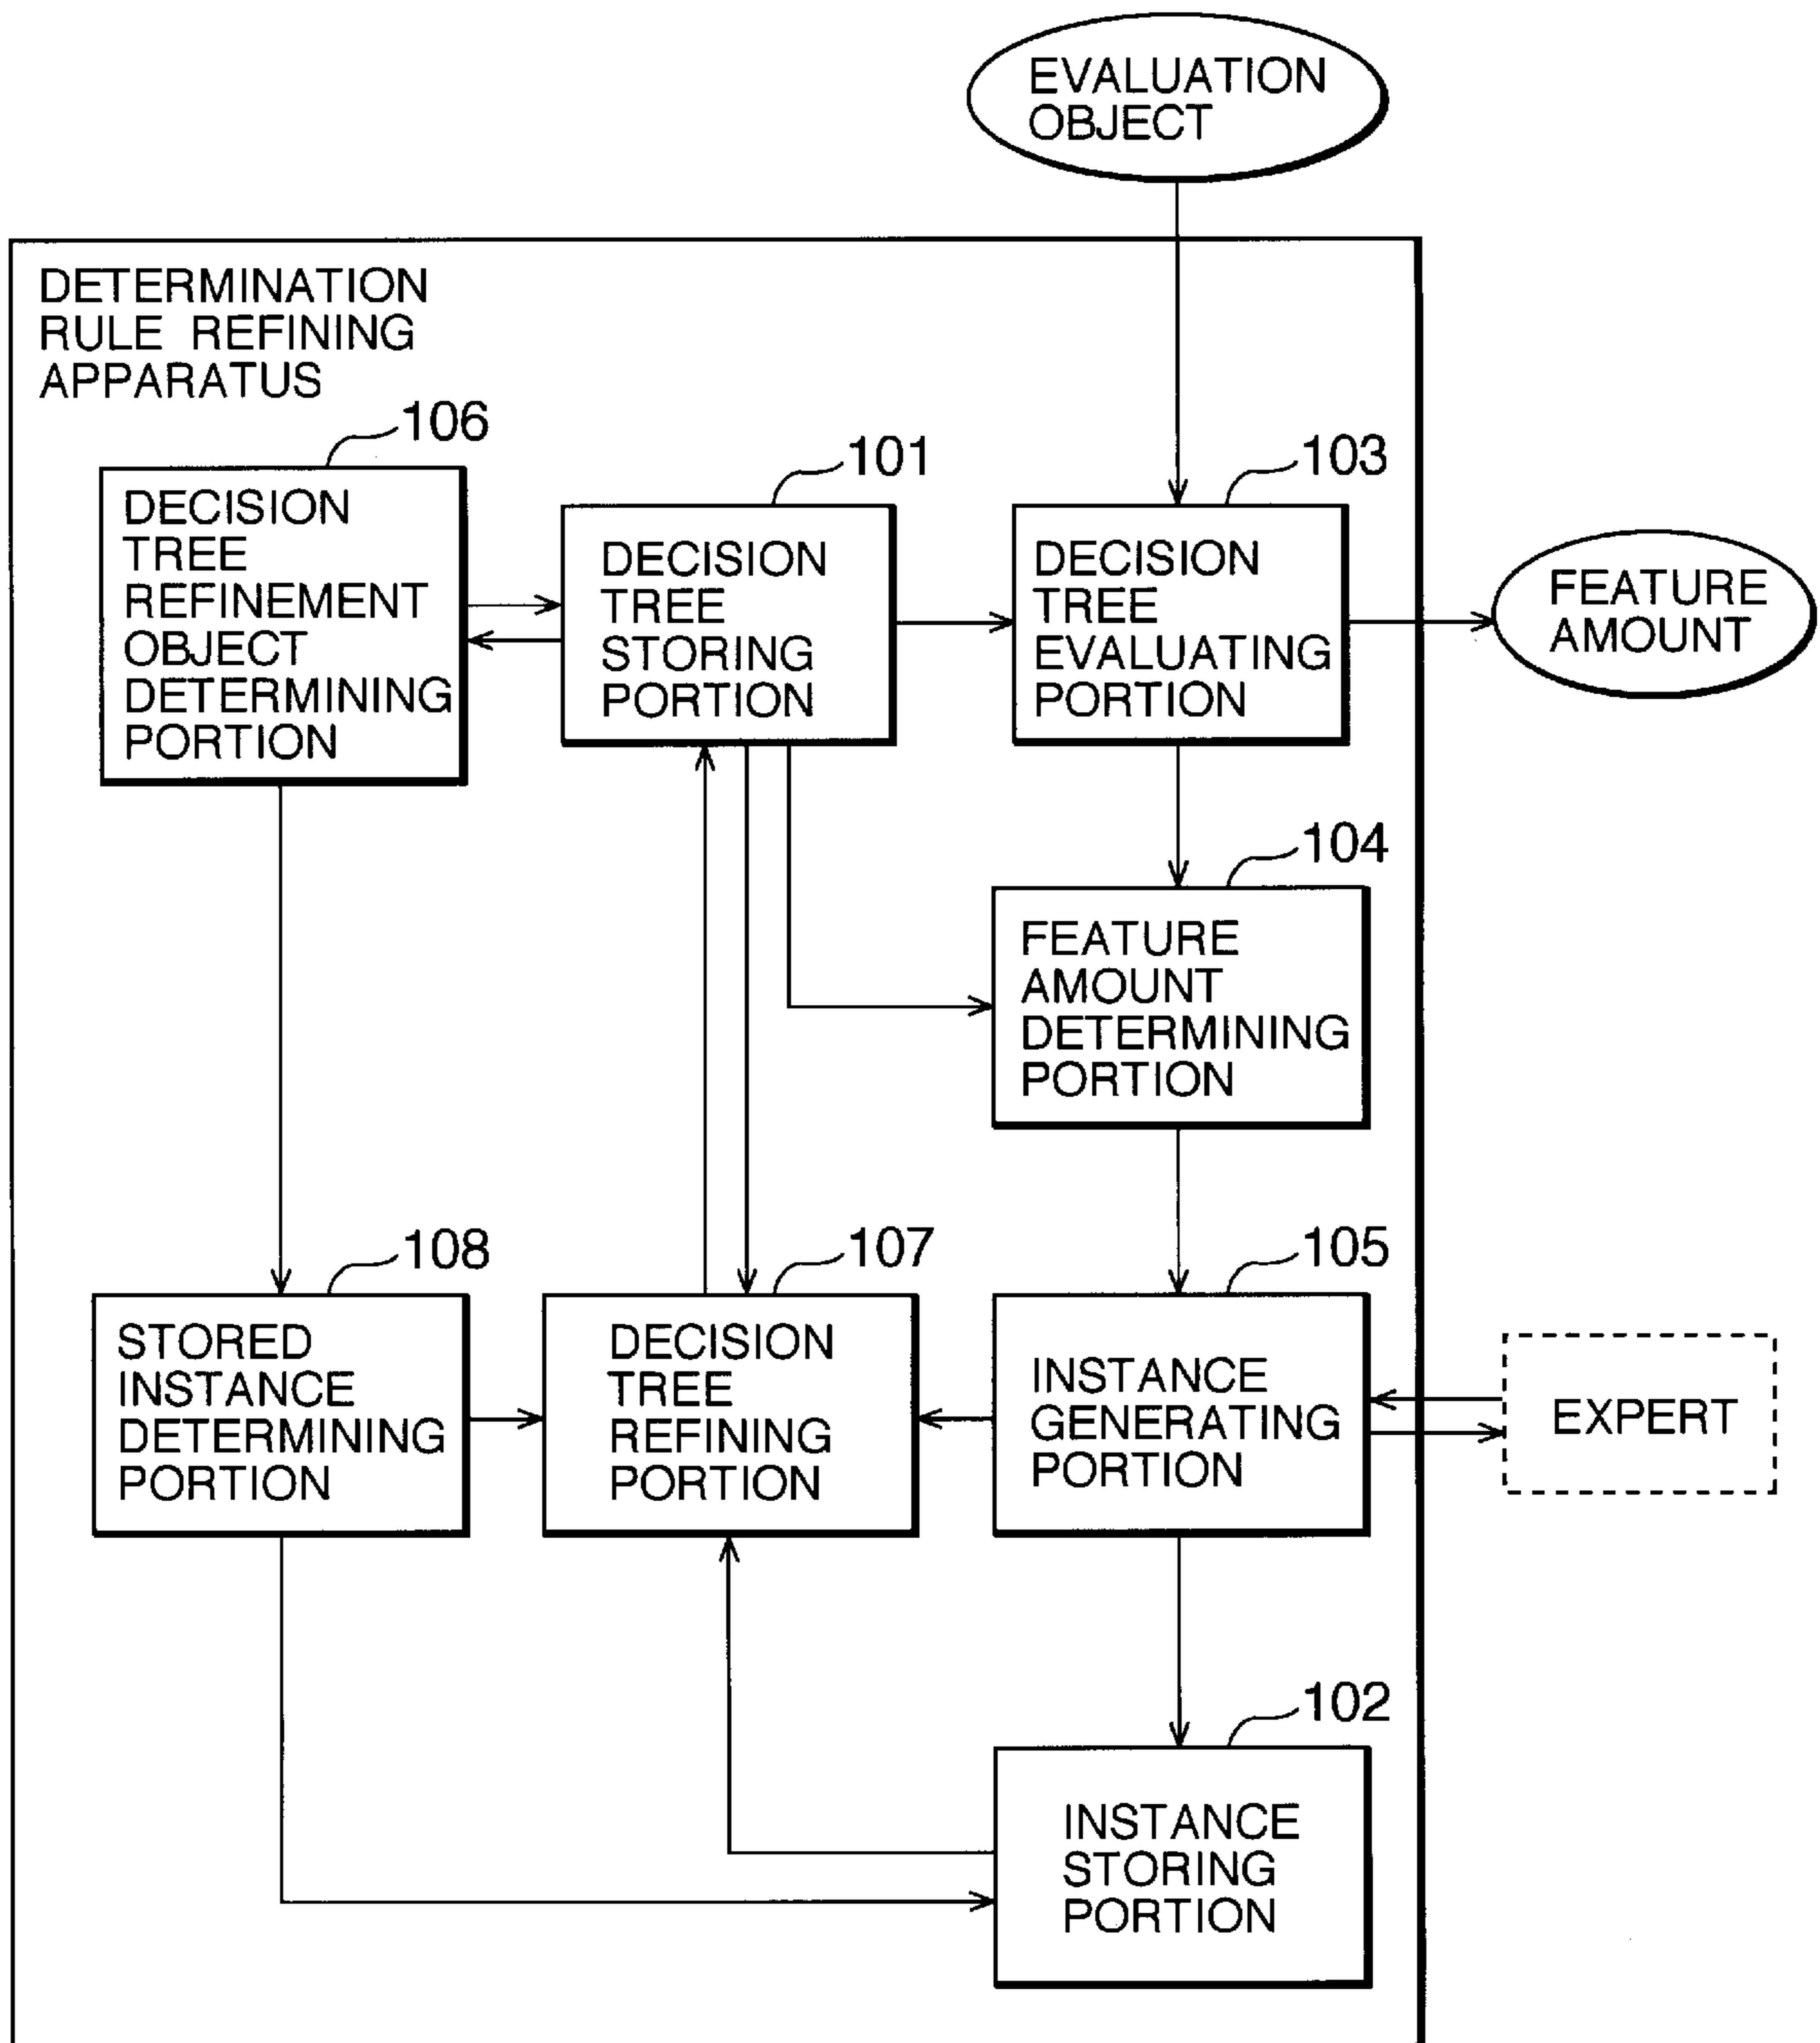 EVALUATION
OBJECT
DETERMINATION
RULE REFINING
APPARATUS
106
DECISION
TREE
REFINEMENT
OBJECT
DETERMINING
PORTION
101
DECISION
TREE
STORING
PORTION
103
DECISION
TREE
EVALUATING
PORTION
FEATURE
AMOUNT
104
FEATURE
AMOUNT
DETERMINING
PORTION
108
STORED
INSTANCE
DETERMINING
PORTION
107
DECISION
TREE
REFINING
PORTION
105
INSTANCE
GENERATING
PORTION
EXPERT
102
INSTANCE
STORING
PORTION